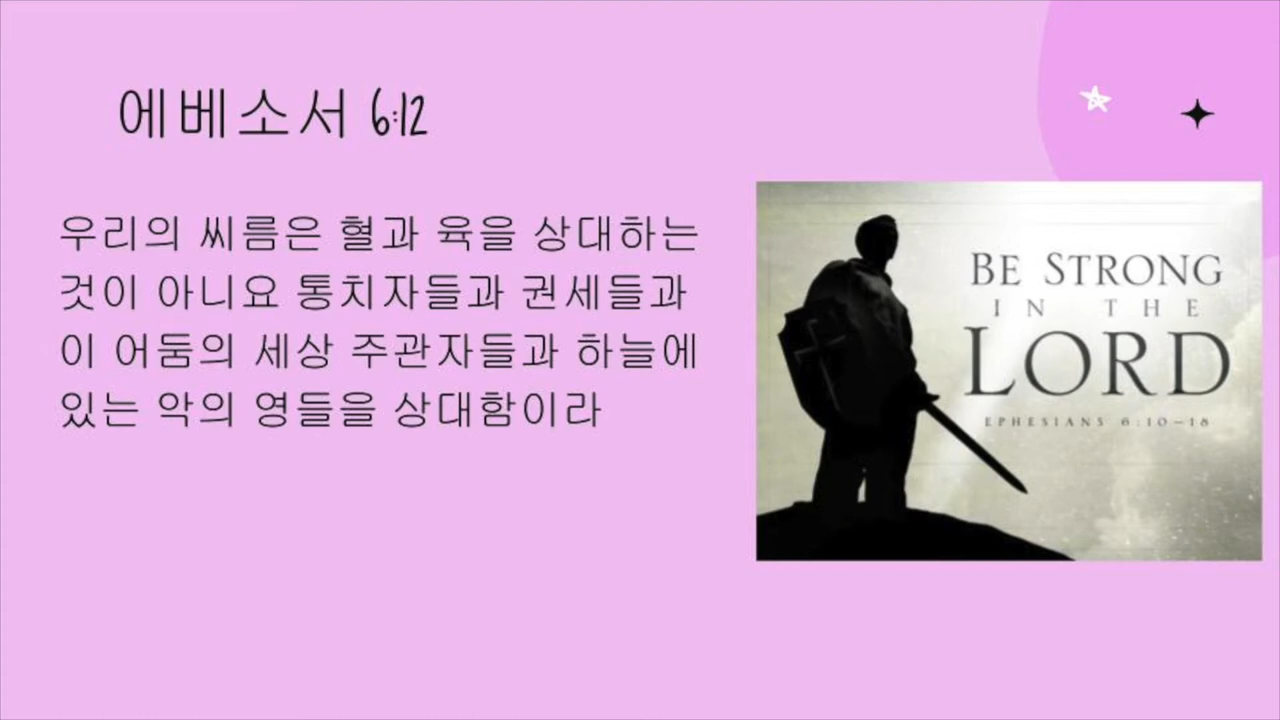 에베소서 6:12
우리의 씨름은 혈과 육을 상대하는
것이 아니요 통치자들과 권세들과
이 어둠의 세상 주관자들과 하늘에
있는 악의 영들을 상대함이라
BE STRONG
IN THE
LORD
EPHESIANS 6:10-18